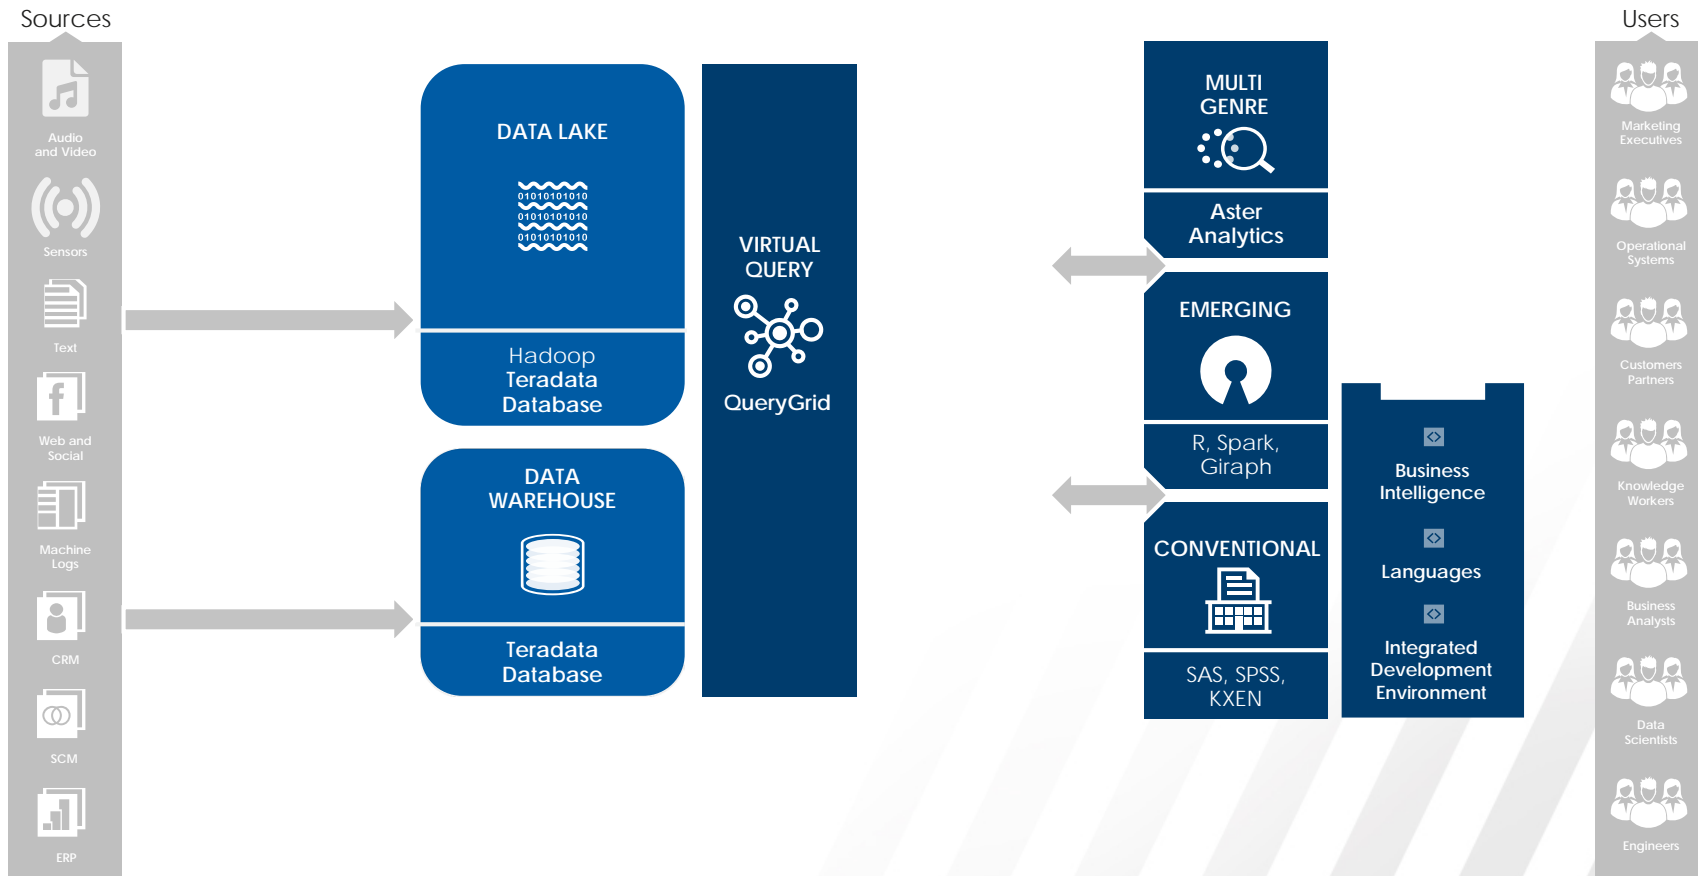 Sources
Audio
and Video
Sensors
Text
Web and
Social
Machine
Logs
CRM
SCM
ERP
DATA LAKE
01010101010
01010101010
01010101010
Hadoop
Teradata
Database
DATA
WAREHOUSE
Teradata
Database
VIRTUAL
QUERY
QueryGrid
MULTI
GENRE
Aster
Analytics
EMERGING
R, Spark,
Giraph
CONVENTIONAL
SAS, SPSS,
KXEN
<>
Business
Intelligence
<>
Languages
<>
Integrated
Development
Environment
Users
Marketing
Executives
Operational
Systems
Customers
Partners
Knowledge
Workers
Business
Analysts
Data
Scientists
Engineers